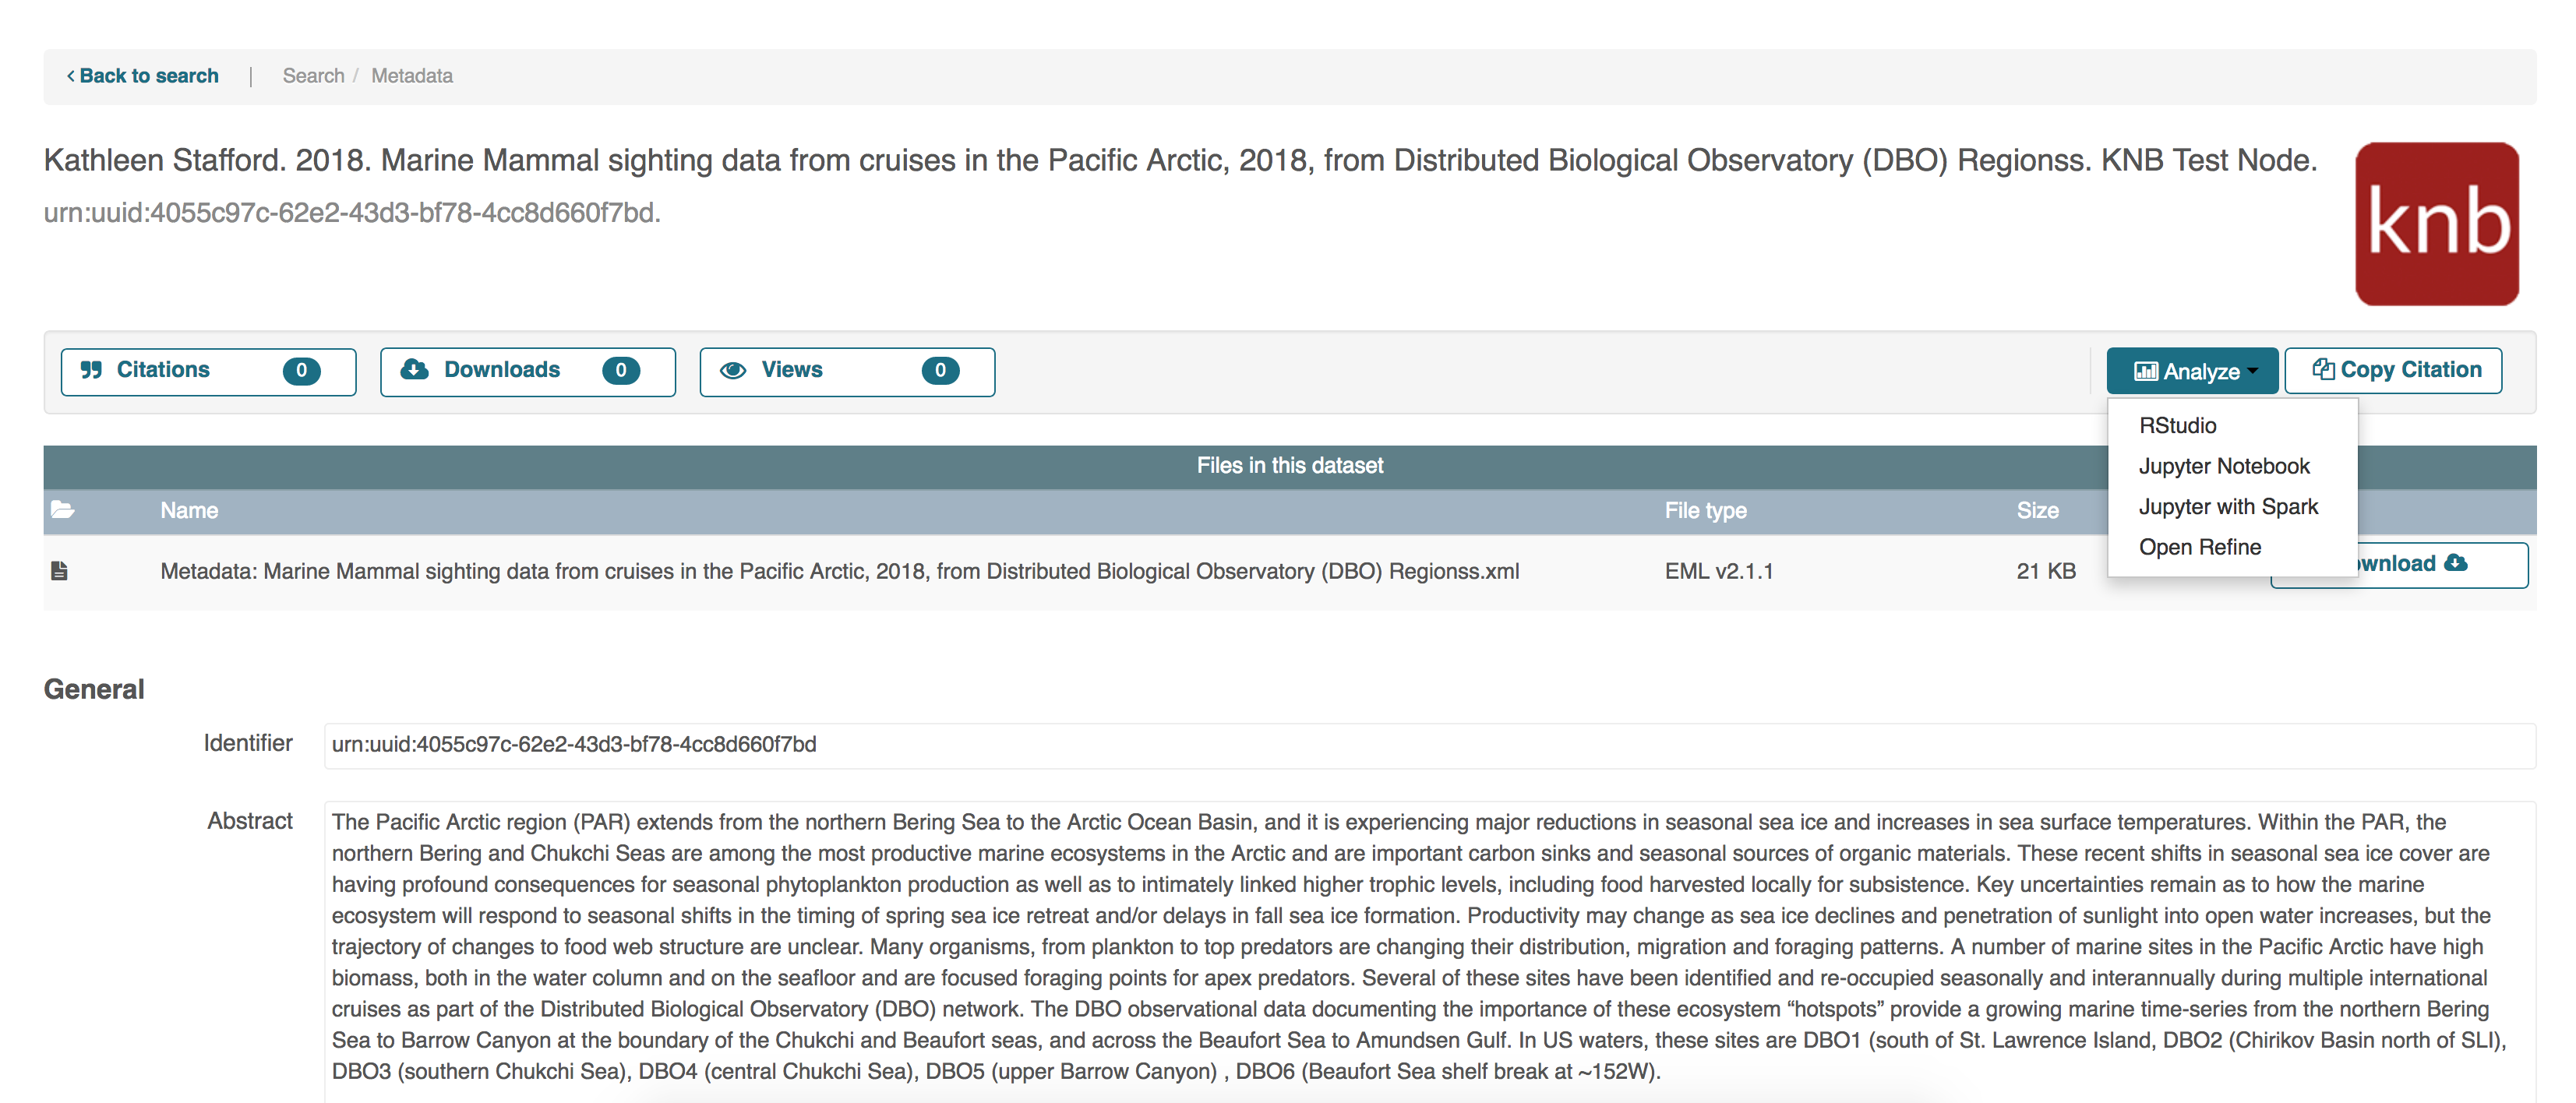 Back to search | Search / Metadata
Kathleen Stafford. 2018. Marine Mammal sighting data from cruises in the Pacific Arctic, 2018, from Distributed Biological Observatory (DBO) Regionss. KNB Test Node.
urn:uuid:4055c97c-62e2-43d3-bf78-4cc8d660f7bd.
knb
Citations 0 Downloads 0 Views 0 Analyze Copy Citation
RStudio
Jupyter Notebook
Jupyter with Spark
Open Refine
Files in this dataset
Name File type Size
Metadata: Marine Mammal sighting data from cruises in the Pacific Arctic, 2018, from Distributed Biological Observatory (DBO) Regionss.xml EML v2.1.1 21 KB wnload
General
Identifier urn:uuid:4055c97c-62e2-43d3-bf78-4cc8d660f7bd
Abstract The Pacific Arctic region (PAR) extends from the northern Bering Sea to the Arctic Ocean Basin, and it is experiencing major reductions in seasonal sea ice and increases in sea surface temperatures. Within the PAR, the
northern Bering and Chukchi Seas are among the most productive marine ecosystems in the Arctic and are important carbon sinks and seasonal sources of organic materials. These recent shifts in seasonal sea ice cover are
having profound consequences for seasonal phytoplankton production as well as to intimately linked higher trophic levels, including food harvested locally for subsistence. Key uncertainties remain as to how the marine
ecosystem will respond to seasonal shifts in the timing of spring sea ice retreat and/or delays in fall sea ice formation. Productivity may change as sea ice declines and penetration of sunlight into open water increases, but the
trajectory of changes to food web structure are unclear. Many organisms, from plankton to top predators are changing their distribution, migration and foraging patterns. A number of marine sites in the Pacific Arctic have high
biomass, both in the water column and on the seafloor and are focused foraging points for apex predators. Several of these sites have been identified and re-occupied seasonally and interannually during multiple international
cruises as part of the Distributed Biological Observatory (DBO) network. The DBO observational data documenting the importance of these ecosystem “hotspots” provide a growing marine time-series from the northern Bering
Sea to Barrow Canyon at the boundary of the Chukchi and Beaufort seas, and across the Beaufort Sea to Amundsen Gulf. In US waters, these sites are DBO1 (south of St. Lawrence Island, DBO2 (Chirikov Basin north of SLI),
DBO3 (southern Chukchi Sea), DBO4 (central Chukchi Sea), DBO5 (upper Barrow Canyon) , DBO6 (Beaufort Sea shelf break at ~152W).